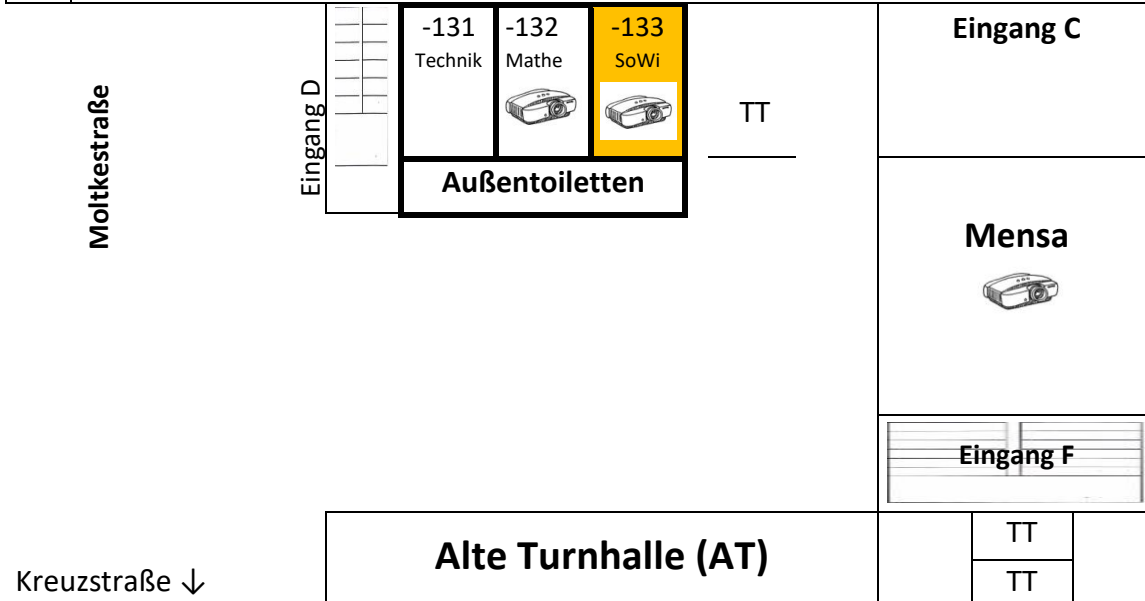 -131
Technik
-132
Mathe
-133
SoWi
Eingang C
Moltkestraße
Eingang D
TT
Außentoiletten
Mensa
Eingang F
Alte Turnhalle (AT)
TT
TT
Kreuzstraße ↓